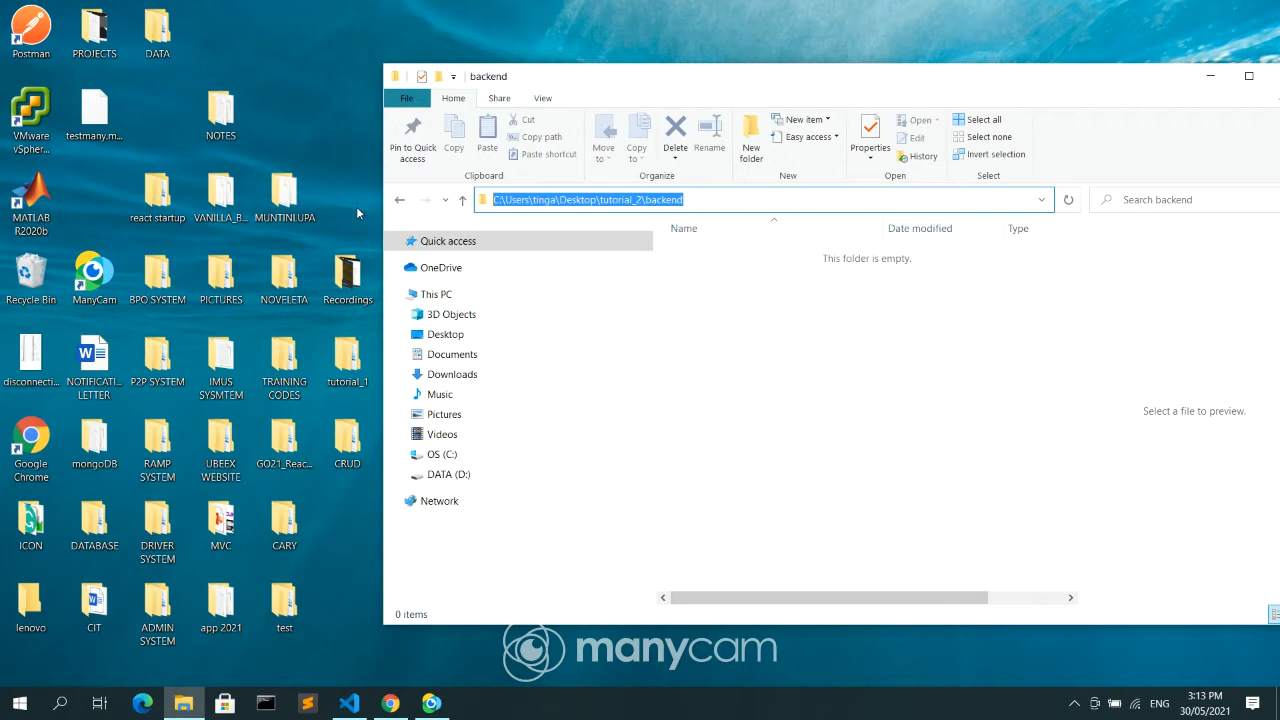 Postman
PROJECTS
DATA
VMware
vSpher...
testmany.m...
NOTES
MATLAB
R2020b
react startup
VANILLA_B...
MUNTINLUPA
Recycle Bin
ManyCam
BPO SYSTEM
PICTURES
NOVELETA
Recordings
disconnecti...
NOTIFICATI...
LETTER
P2P SYSTEM
IMUS
SYSMTEM
TRAINING
CODES
tutorial_1
Google
Chrome
mongoDB
RAMP
SYSTEM
UBEEX
WEBSITE
GO21_Reac...
CRUD
ICON
DATABASE
DRIVER
SYSTEM
MVC
CARY
lenovo
CIT
ADMIN
SYSTEM
app 2021
test
backend
File
Home
Share
View
Pin to Quick
access
Copy
Paste
Cut
Copy path
Paste shortcut
Clipboard
Move
to
Copy
to
Delete
Rename
Organize
New
folder
New item
Easy access
New
Properties
Open
Edit
History
Open
Select all
Select none
Invert selection
Select
C:\Users\tinga\Desktop\tutorial_2\backend
Search backend
Name
Date modified
Type
This folder is empty.
Quick access
OneDrive
This PC
3D Objects
Desktop
Documents
Downloads
Music
Pictures
Videos
OS (C:)
DATA (D:)
Network
Select a file to preview.
0 items
manycam
ENG
3:13 PM
30/05/2021